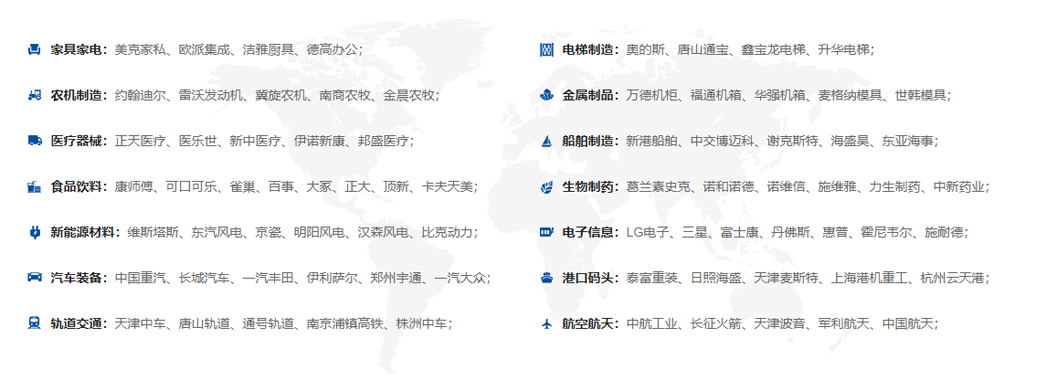 家具家电：美克家私、欧派集成、洁雅厨具、德高办公；
农机制造：约翰迪尔、雷沃发动机、冀旋农机、南商农牧、金晨农牧；
医疗器械：正天医疗、医乐世、新中医疗、伊诺新康、邦盛医疗；
食品饮料：康师傅、可口可乐、雀巢、百事、大冢、正大、顶新、卡夫天美；
新能源材料：维斯塔斯、东汽风电、京瓷、明阳风电、汉森风电、比克动力；
汽车装备：中国重汽、长城汽车、一汽丰田、伊利萨尔、郑州宇通、一汽大众；
轨道交通：天津中车、唐山轨道、通号轨道、南京浦镇高铁、株洲中车；
电梯制造：奥的斯、唐山通宝、鑫宝龙电梯、升华电梯；
金属制品：万德机柜、福通机箱、华强机箱、麦格纳模具、世韩模具；
船舶制造：新港船舶、中交博迈科、谢克斯特、海盛昊、东亚海事；
生物制药：葛兰素史克、诺和诺德、诺维信、施维雅、力生制药、中新药业；
电子信息：LG电子、三星、富士康、丹佛斯、惠普、霍尼韦尔、施耐德；
港口码头：泰富重装、日照海盛、天津麦斯特、上海港机重工、杭州云天港；
航空航天：中航工业、长征火箭、天津波音、军利航天、中国航天；